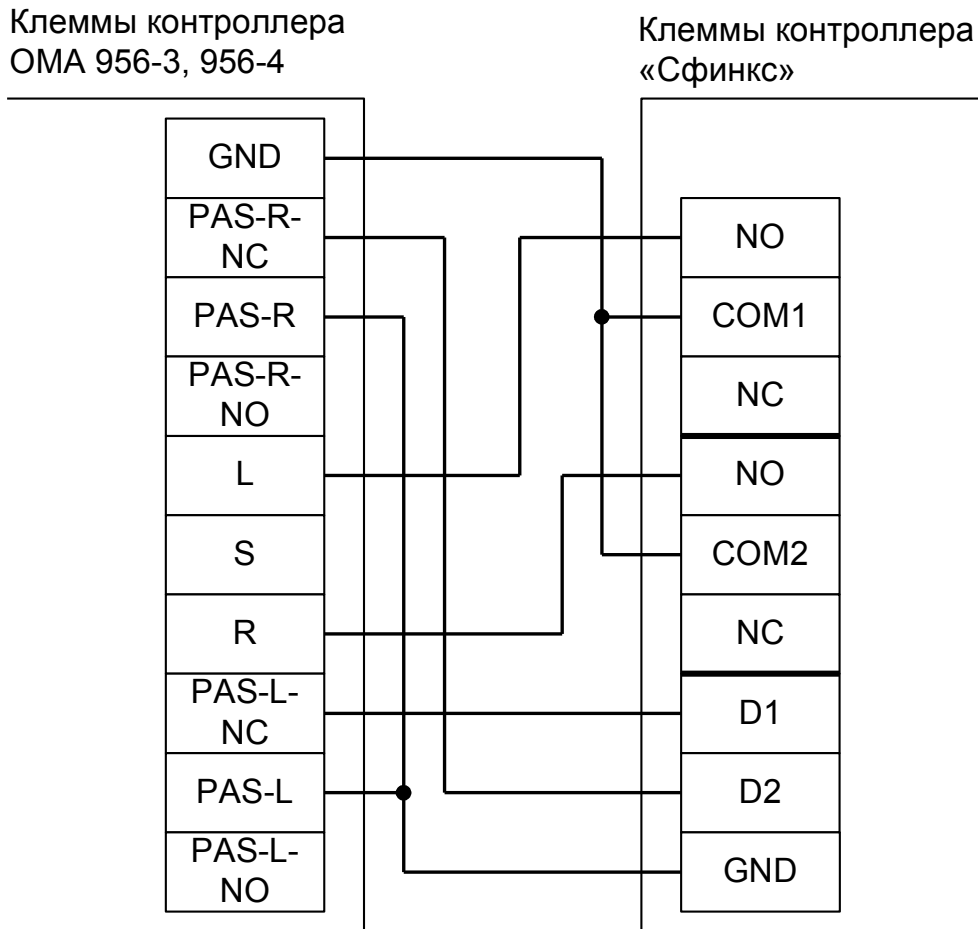 Клеммы контроллера
ОМА 956-3, 956-4
Клеммы контроллера
«Сфинкс»
GND
PAS-R-
NC
PAS-R
PAS-R-
NO
L
S
R
PAS-L-
NC
PAS-L
PAS-L-
NO
NO
COM1
NC
NO
COM2
NC
D1
D2
GND